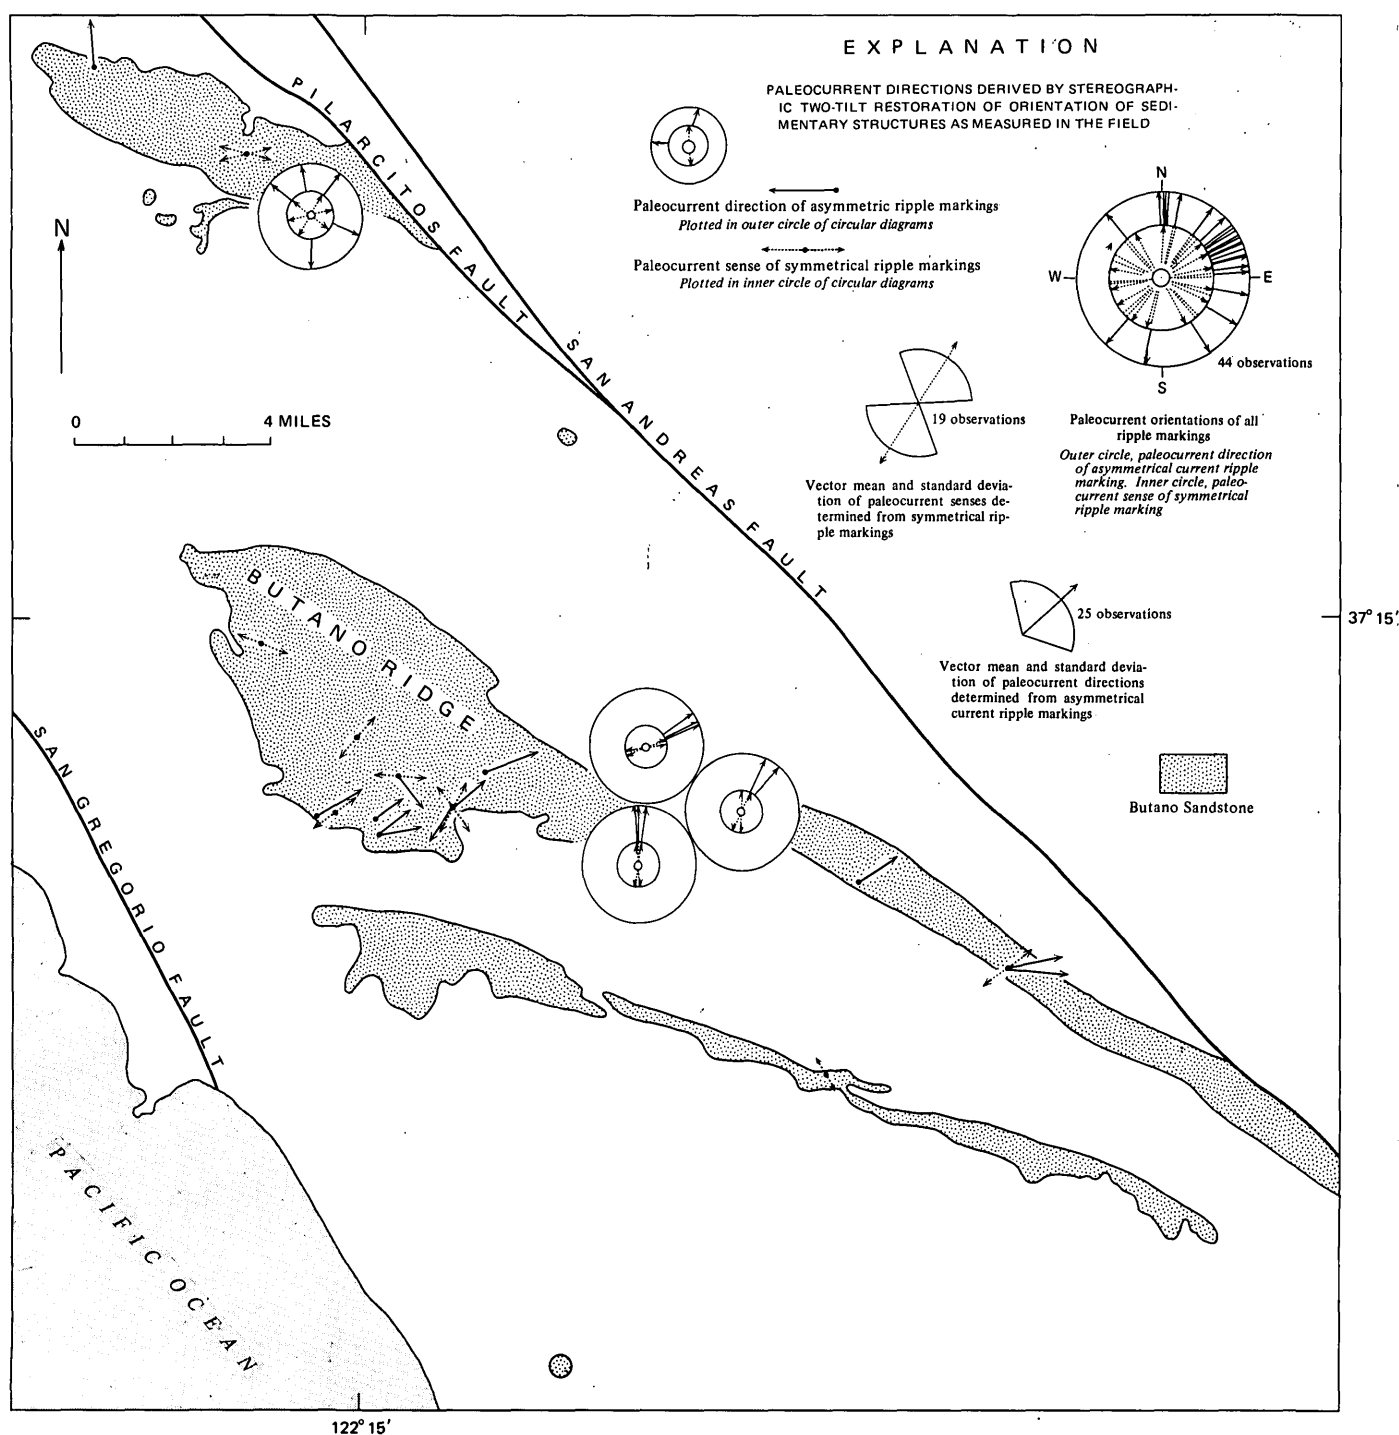 EXPLANATION
PALEOCURRENT DIRECTIONS DERIVED BY STEREOGRAPH-
IC TWO-TILT RESTORATION OF ORIENTATION OF SEDI-
MENTARY STRUCTURES AS MEASURED IN THE FIELD
Paleocurrent direction of asymmetric ripple markings
Plotted in outer circle of circular diagrams
Paleocurrent sense of symmetrical ripple markings
Plotted in inner circle of circular diagrams
N
W
E
S
44 observations
Paleocurrent orientations of all
ripple markings
Outer circle, paleocurrent direction
of asymmetrical current ripple
marking. Inner circle, paleo-
current sense of symmetrical
ripple marking
19 observations
Vector mean and standard devia-
tion of paleocurrent senses de-
termined from symmetrical rip-
ple markings
25 observations
Vector mean and standard devia-
tion of paleocurrent directions
determined from asymmetrical
current ripple markings
Butano Sandstone
PILARCITOS FAULT
SAN ANDREAS FAULT
N
0 4 MILES
BUTANO RIDGE
SAN GREGORIO FAULT
PACIFIC OCEAN
37° 15'
122° 15'